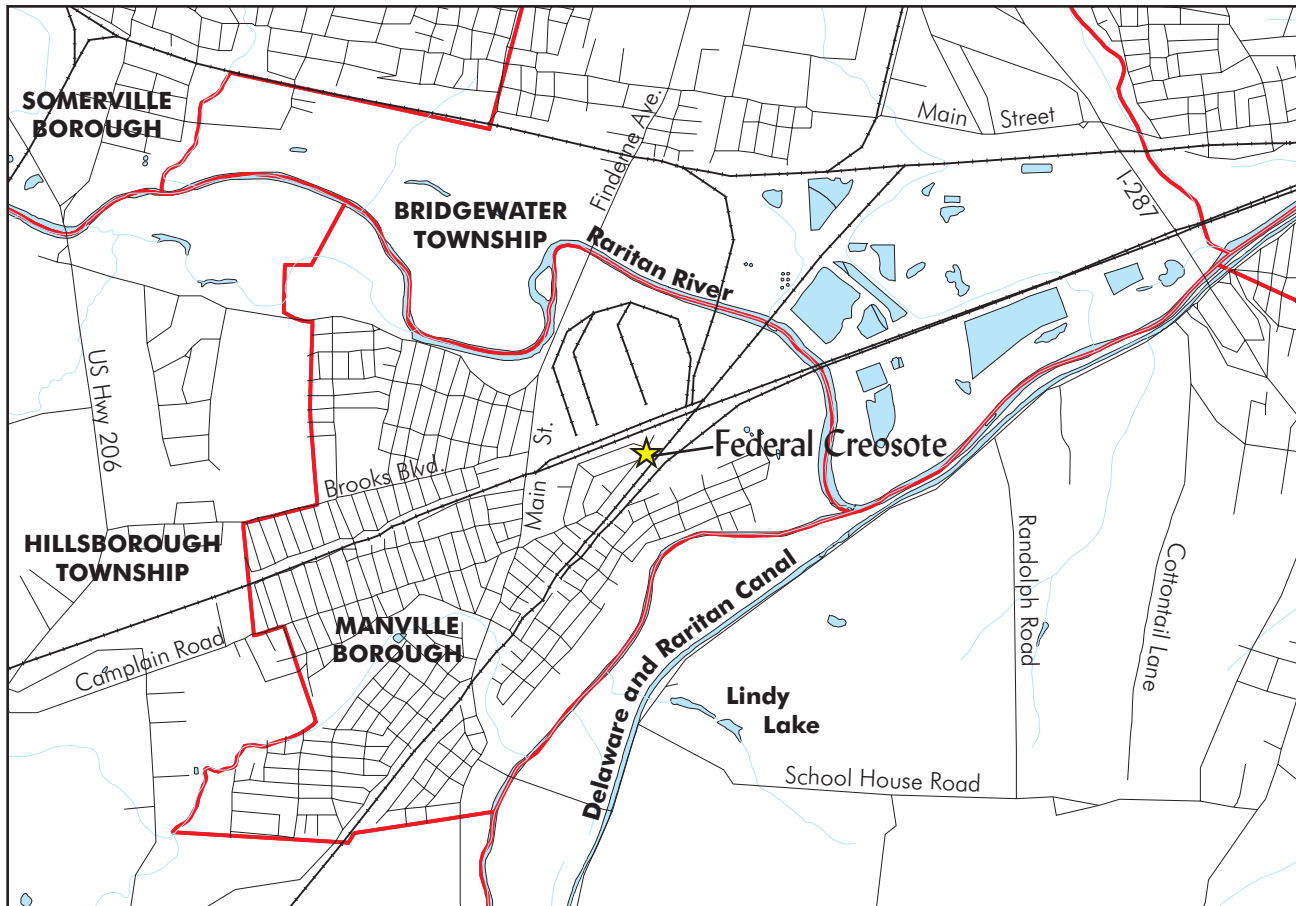 SOMERVILLE
BOROUGH
Main Street
Finderne Ave.
I-287
BRIDGEWATER
TOWNSHIP
Raritan River
US Hwy 206
Main St.
Federal Creosote
Brooks Blvd.
HILLSBOROUGH
TOWNSHIP
Randolph Road
Cottontail Lane
MANVILLE
BOROUGH
Camplain Road
Delaware and Raritan Canal
Lindy
Lake
School House Road